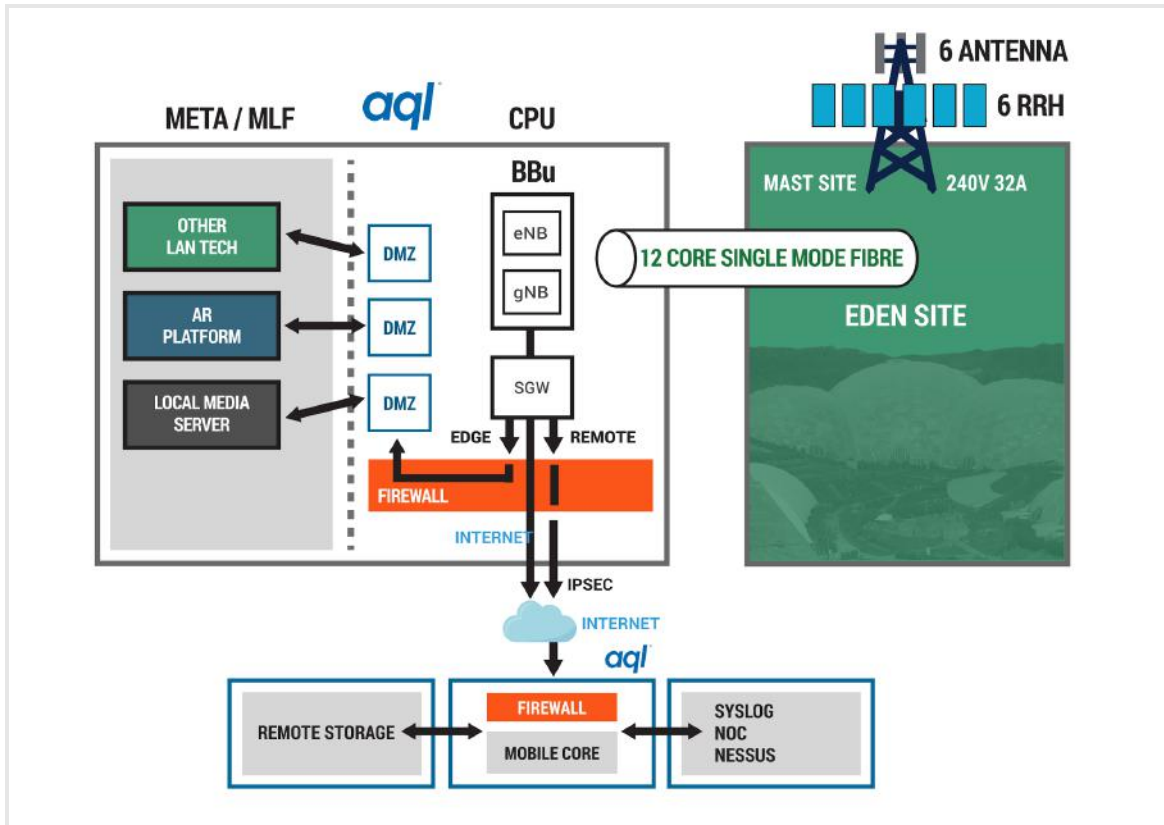 6 ANTENNA
6 RRH
META / MLF
aql
CPU
BBu
MAST SITE
240V 32A
OTHER
LAN TECH
DMZ
eNB
12 CORE SINGLE MODE FIBRE
gNB
AR
PLATFORM
DMZ
EDEN SITE
LOCAL MEDIA
SERVER
DMZ
SGW
EDGE
REMOTE
FIREWALL
INTERNET
IPSEC
INTERNET
aql
REMOTE STORAGE
FIREWALL
MOBILE CORE
SYSLOG
NOC
NESSUS